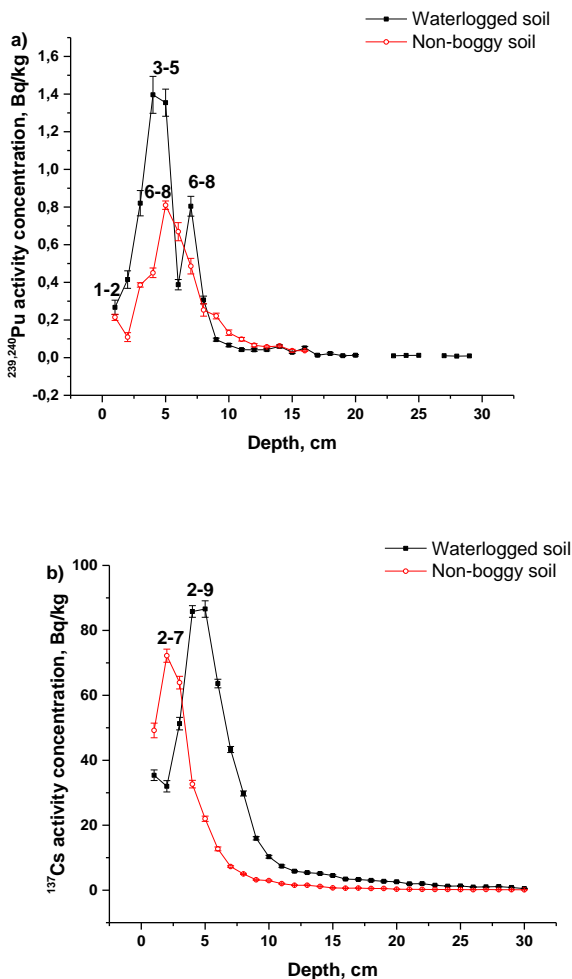 a)
Waterlogged soil
Non-boggy soil
239,240Pu activity concentration, Bq/kg
1,6
1,4
1,2
1,0
0,8
0,6
0,4
0,2
0,0
-0,2
3-5
6-8
6-8
1-2
0 5 10 15 20 25 30
Depth, cm
b)
Waterlogged soil
Non-boggy soil
137Cs activity concentration, Bq/kg
100
80
60
40
20
0
2-9
2-7
0 5 10 15 20 25 30
Depth, cm